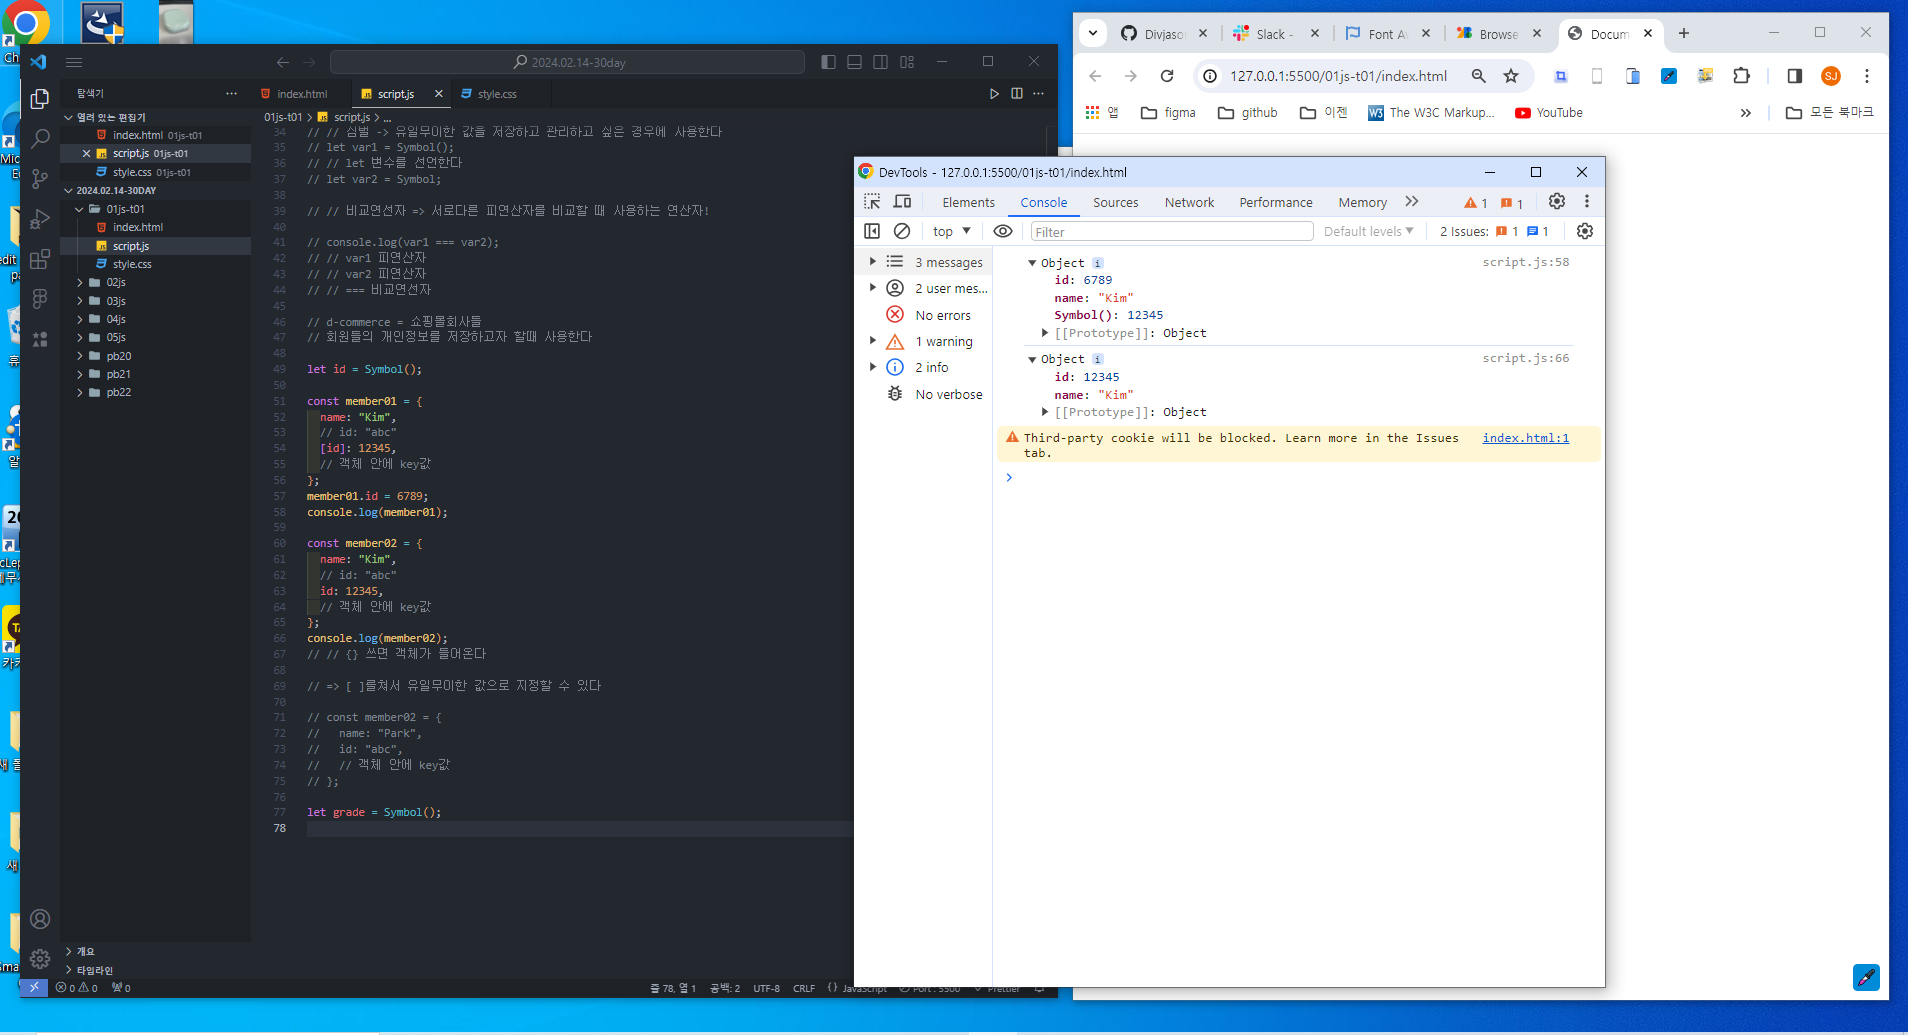 2024.02.14-30day
탐색기
열려 있는 편집기
index.html 01js-t01
script.js 01js-t01
style.css 01js-t01
2024.02.14-30DAY
01js-t01
index.html
script.js
style.css
02js
03js
04js
05js
pb20
pb21
pb22
개요
타임라인
index.html
script.js
style.css
01js-t01 > script.js > ...
34 // // 심벌 -> 유일무이한 값을 저장하고 관리하고 싶은 경우에 사용한다
35 // let var1 = Symbol();
36 // // let 변수를 선언한다
37 // let var2 = Symbol;
38
39 // // 비교연선자 => 서로다른 피연산자를 비교할 때 사용하는 연산자!
40
41 // console.log(var1 === var2);
42 // // var1 피연산자
43 // // var2 피연산자
44 // // === 비교연선자
45
46 // d-commerce = 쇼핑몰회사들
47 // 회원들의 개인정보를 저장하고자 할때 사용한다
48
49 let id = Symbol();
50
51 const member01 = {
52 name: "Kim",
53 // id: "abc"
54 [id]: 12345,
55 // 객체 안에 key값
56 };
57 member01.id = 6789;
58 console.log(member01);
59
60 const member02 = {
61 name: "Kim",
62 // id: "abc"
63 id: 12345,
64 // 객체 안에 key값
65 };
66 console.log(member02);
67 // // {} 쓰면 객체가 들어온다
68
69 // => [ ]를쳐서 유일무이한 값으로 지정할 수 있다
70
71 // const member02 = {
72 // name: "Park",
73 // id: "abc",
74 // // 객체 안에 key값
75 // };
76
77 let grade = Symbol();
78
0 0 0
줄 78, 열 1 공백: 2 UTF-8 CRLF {} JavaScript Port : 5500 Prettier
Divjaso
Slack -
Font A
Browse
Docum
127.0.0.1:5500/01js-t01/index.html
SJ
앱
figma
github
이젠
The W3C Markup...
YouTube
모든 북마크
DevTools - 127.0.0.1:5500/01js-t01/index.html
Elements Console Sources Network Performance Memory 1 1
top Filter Default levels 2 Issues: 1 1
3 messages
2 user mes...
No errors
1 warning
2 info
No verbose
Object script.js:58
id: 6789
name: "Kim"
Symbol(): 12345
[[Prototype]]: Object
Object script.js:66
id: 12345
name: "Kim"
[[Prototype]]: Object
Third-party cookie will be blocked. Learn more in the Issues index.html:1
tab.